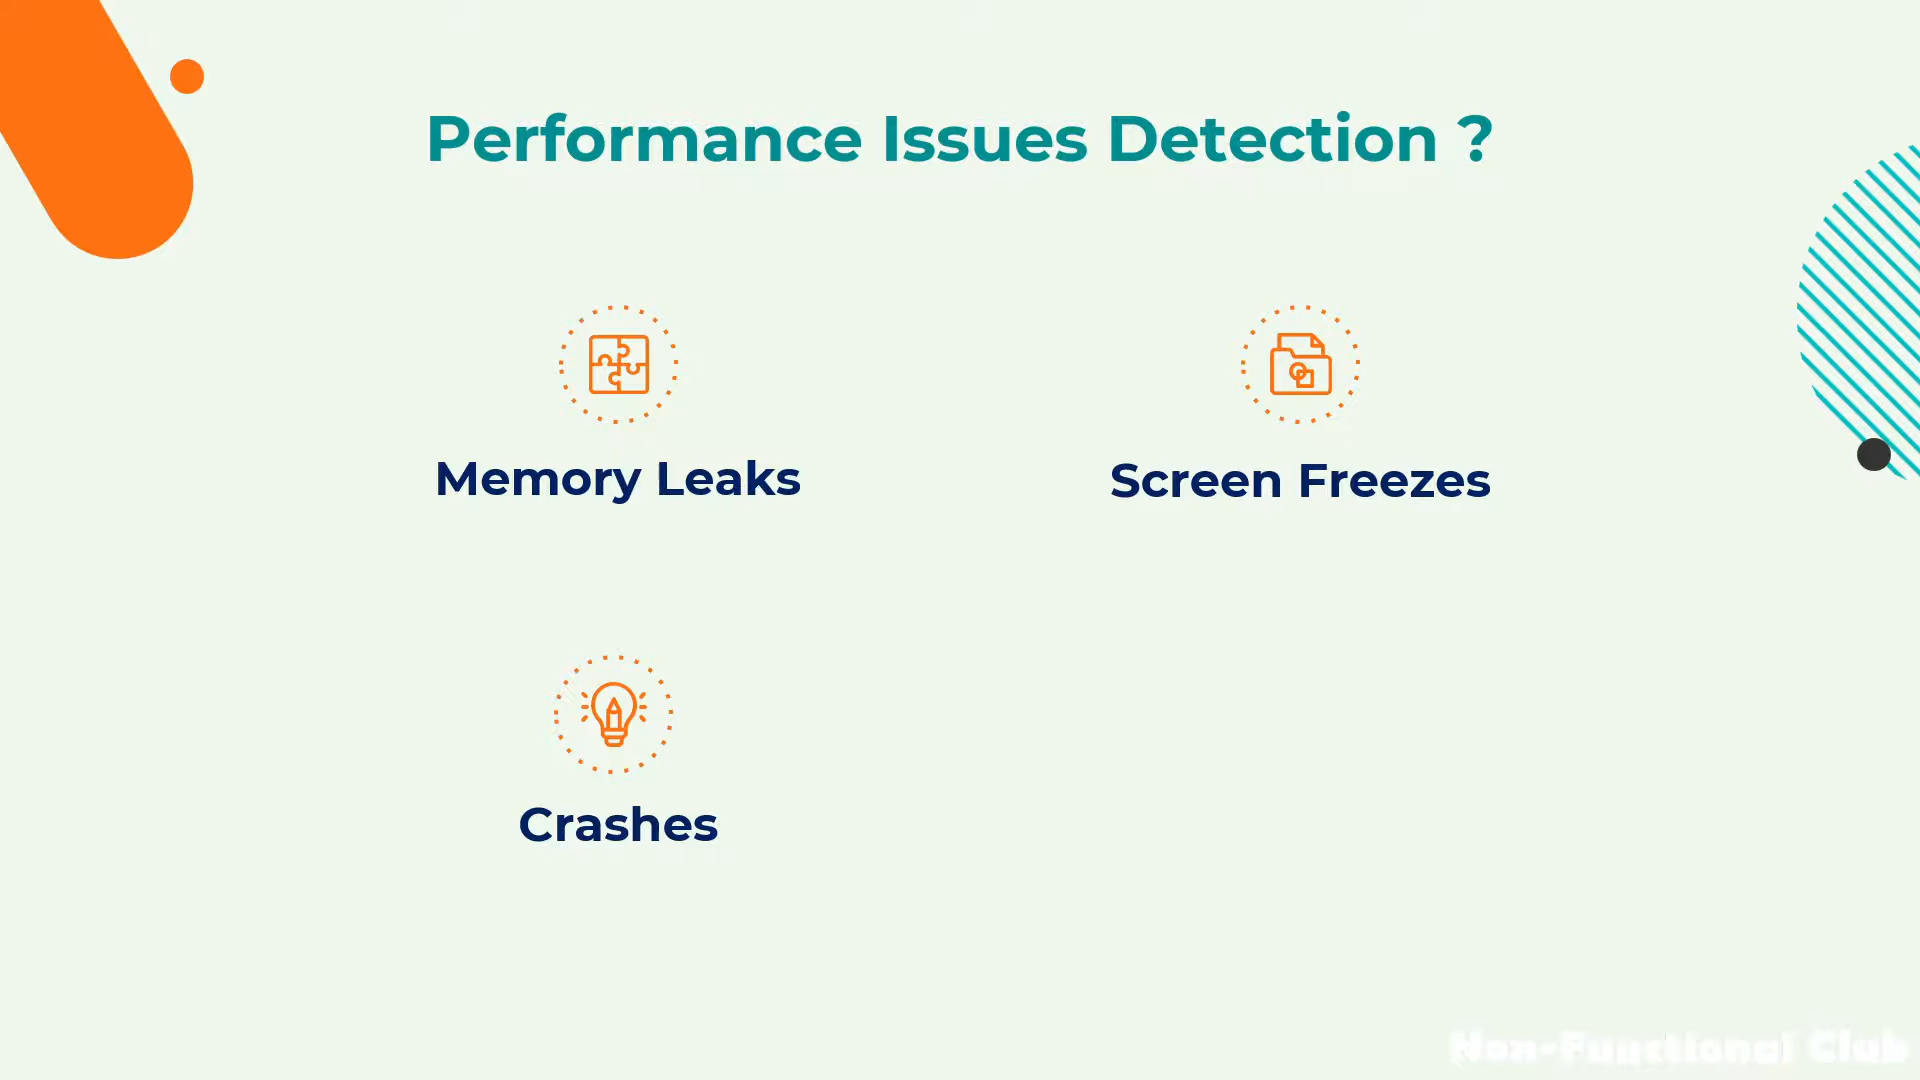 Performance Issues Detection ?
Memory Leaks
Screen Freezes
Crashes
Non-Functional Club